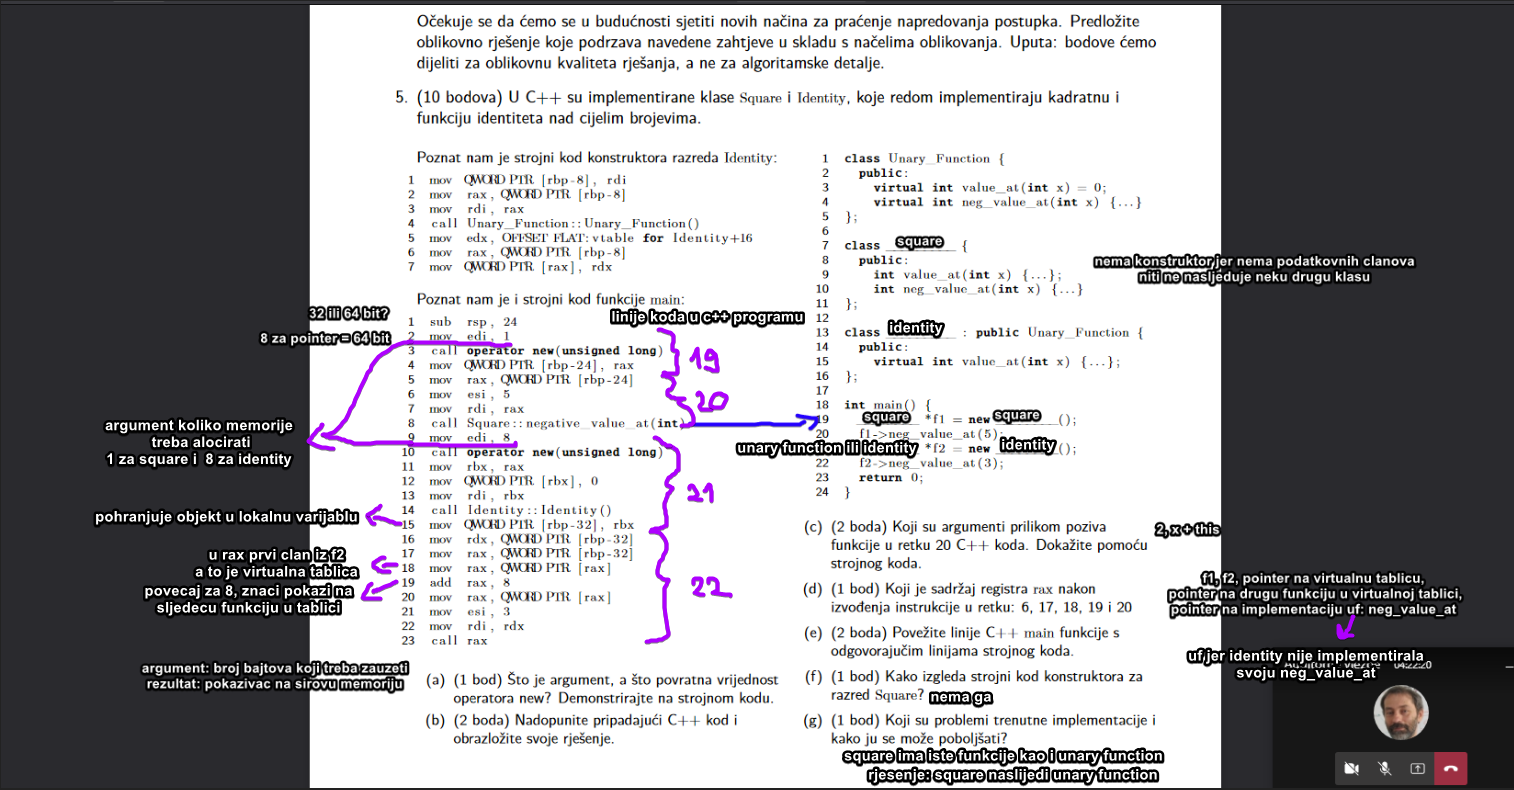 Očekuje se da ćemo se u budućnosti sjetiti novih načina za praćenje napredovanja postupka. Predložite
oblikovno rješenje koje podrzava navedene zahtjeve u skladu s načelima oblikovanja. Uputa: bodove ćemo
dijeliti za oblikovnu kvaliteta rješanja, a ne za algoritamske detalje.
5. (10 bodova) U C++ su implementirane klase Square i Identity, koje redom implementiraju kadratnu i
funkciju identiteta nad cijelim brojevima.
Poznat nam je strojni kod konstruktora razreda Identity:
1 mov QWORD PTR [rbp-8], rdi
2 mov rax, QWORD PTR [rbp-8]
3 mov rdi, rax
4 call Unary_Function::Unary_Function()
5 mov edx, OFFSET FLAT:vtable for Identity+16
6 mov rax, QWORD PTR [rbp-8]
7 mov QWORD PTR [rax], rdx
Poznat nam je i strojni kod funkcije main:
32 ili 64 bit?
8 za pointer = 64 bit
linije koda u c++ programu
1 sub rsp, 24
2 mov edi, 1
3 call operator new(unsigned long)
4 mov QWORD PTR [rbp-24], rax
5 mov rax, QWORD PTR [rbp-24]
6 mov esi, 5
7 mov rdi, rax
8 call Square::negative_value_at(int)
9 mov edi, 8
10 call operator new(unsigned long)
11 mov rbx, rax
12 mov QWORD PTR [rbx], 0
13 mov rdi, rbx
14 call Identity::Identity()
15 mov QWORD PTR [rbp-32], rbx
16 mov rdx, QWORD PTR [rbp-32]
17 mov rax, QWORD PTR [rbp-32]
18 mov rax, QWORD PTR [rax]
19 add rax, 8
20 mov rax, QWORD PTR [rax]
21 mov esi, 3
22 mov rdi, rdx
23 call rax
19
20
21
22
argument koliko memorije
treba alocirati
1 za square i 8 za identity
pohranjuje objekt u lokalnu varijablu
u rax prvi clan iz f2
a to je virtualna tablica
povecaj za 8, znaci pokazi na
sljedecu funkciju u tablici
argument: broj bajtova koji treba zauzeti
rezultat: pokazivac na sirovu memoriju
(a) (1 bod) Što je argument, a što povratna vrijednost
operatora new? Demonstrirajte na strojnom kodu.
(b) (2 boda) Nadopunite pripadajući C++ kod i
obrazložite svoje rješenje.
1 class Unary_Function {
2 public:
3 virtual int value_at(int x) = 0;
4 virtual int neg_value_at(int x) {...}
5 };
6
7 class square {
8 public:
9 int value_at(int x) {...};
10 int neg_value_at(int x) {...}
11 };
12
13 class identity : public Unary_Function {
14 public:
15 virtual int value_at(int x) {...};
16 };
17
18 int main() {
19 square *f1 = new square ();
20 f1->neg_value_at(5);
unary function ili identity *f2 = new identity ();
22 f2->neg_value_at(3);
23 return 0;
24 }
nema konstruktor,jer nema podatkovnih clanova
niti ne nasljeduje neku drugu klasu
(c) (2 boda) Koji su argumenti prilikom poziva
funkcije u retku 20 C++ koda. Dokažite pomoću
strojnog koda.
2, x + this
(d) (1 bod) Koji je sadržaj registra rax nakon
izvođenja instrukcije u retku: 6, 17, 18, 19 i 20
f1, f2, pointer na virtualnu tablicu,
pointer na drugu funkciju u virtualnoj tablici,
pointer na implementaciju uf: neg_value_at
(e) (2 boda) Povežite linije C++ main funkcije s
odgovorajučim linijama strojnog koda.
uf jer identity nije implementirala
svoju neg_value_at
04:22:20
(f) (1 bod) Kako izgleda strojni kod konstruktora za
razred Square? nema ga
(g) (1 bod) Koji su problemi trenutne implementacije i
kako ju se može poboljšati?
square ima iste funkcije kao i unary function
rjesenje: square naslijedi unary function